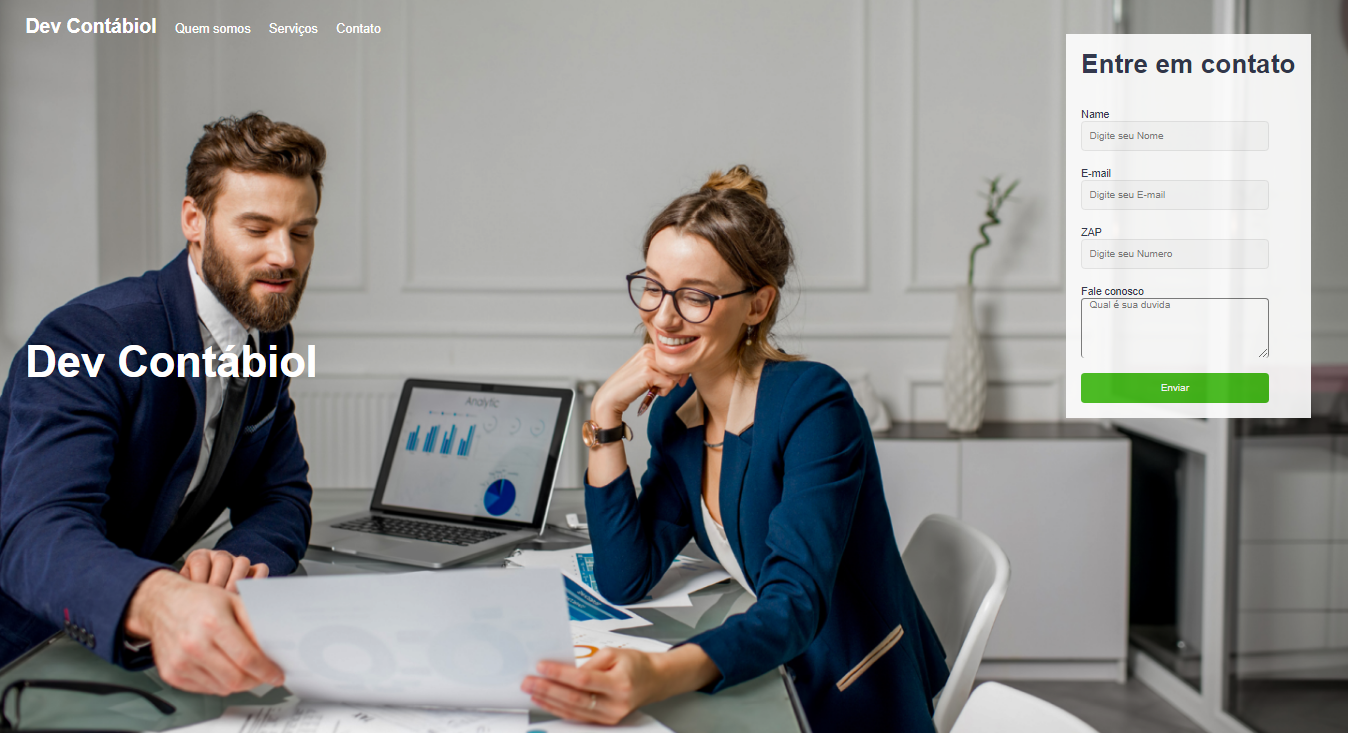 Dev Contábiol Quem somos Serviços Contato
Entre em contato
Name
Digite seu Nome
E-mail
Digite seu E-mail
ZAP
Digite seu Numero
Fale conosco
Qual é sua duvida
Enviar
Dev Contábiol
Analytic